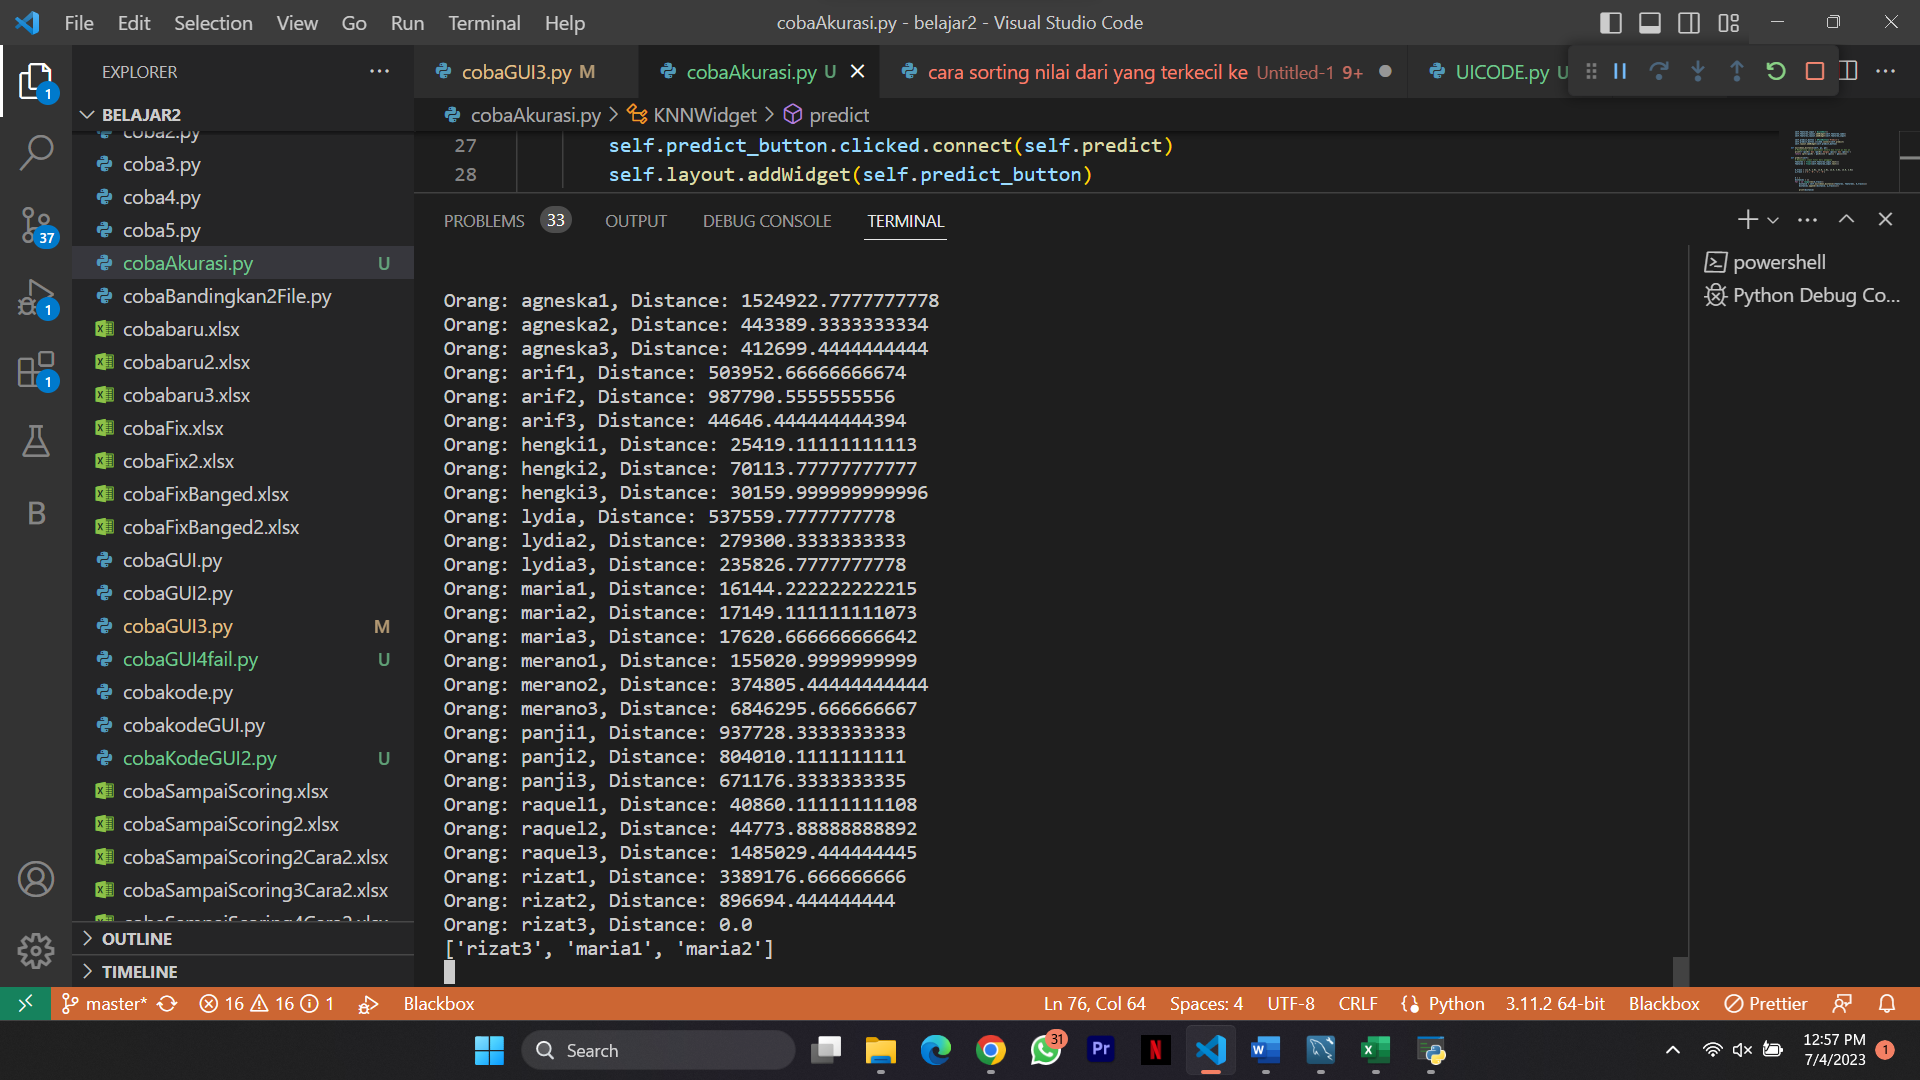 File Edit Selection View Go Run Terminal Help
cobaAkurasi.py - belajar2 - Visual Studio Code
EXPLORER
cobaGUI3.py M
cobaAkurasi.py U
cara sorting nilai dari yang terkecil ke Untitled-1 9+
UICODE.py U
BELAJAR2
cobaAkurasi.py > KNNWidget > predict
coba2.py
coba3.py
coba4.py
coba5.py
cobaAkurasi.py U
cobaBandingkan2File.py
cobabaru.xlsx
cobabaru2.xlsx
cobabaru3.xlsx
cobaFix.xlsx
cobaFix2.xlsx
cobaFixBanged.xlsx
cobaFixBanged2.xlsx
cobaGUI.py
cobaGUI2.py
cobaGUI3.py M
cobaGUI4fail.py U
cobakode.py
cobakodeGUI.py
cobaKodeGUI2.py U
cobaSampaiScoring.xlsx
cobaSampaiScoring2.xlsx
cobaSampaiScoring2Cara2.xlsx
cobaSampaiScoring3Cara2.xlsx
OUTLINE
TIMELINE
1
37
1
1
B
27 self.predict_button.clicked.connect(self.predict)
28 self.layout.addWidget(self.predict_button)
PROBLEMS 33 OUTPUT DEBUG CONSOLE TERMINAL
powershell
Python Debug Co...
Orang: agneska1, Distance: 1524922.7777777778
Orang: agneska2, Distance: 443389.3333333334
Orang: agneska3, Distance: 412699.4444444444
Orang: arif1, Distance: 503952.66666666674
Orang: arif2, Distance: 987790.5555555556
Orang: arif3, Distance: 44646.444444444394
Orang: hengki1, Distance: 25419.11111111113
Orang: hengki2, Distance: 70113.77777777777
Orang: hengki3, Distance: 30159.999999999996
Orang: lydia, Distance: 537559.7777777778
Orang: lydia2, Distance: 279300.3333333333
Orang: lydia3, Distance: 235826.7777777778
Orang: maria1, Distance: 16144.222222222215
Orang: maria2, Distance: 17149.111111111073
Orang: maria3, Distance: 17620.666666666642
Orang: merano1, Distance: 155020.9999999999
Orang: merano2, Distance: 374805.44444444444
Orang: merano3, Distance: 6846295.666666667
Orang: panji1, Distance: 937728.3333333333
Orang: panji2, Distance: 804010.1111111111
Orang: panji3, Distance: 671176.3333333335
Orang: raquel1, Distance: 40860.11111111108
Orang: raquel2, Distance: 44773.88888888892
Orang: raquel3, Distance: 1485029.444444445
Orang: rizat1, Distance: 3389176.666666666
Orang: rizat2, Distance: 896694.444444444
Orang: rizat3, Distance: 0.0
['rizat3', 'maria1', 'maria2']
master* 16 16 1 Blackbox Ln 76, Col 64 Spaces: 4 UTF-8 CRLF Python 3.11.2 64-bit Blackbox Prettier
Search
31
Pr
N
W
X
12:57 PM
7/4/2023
1